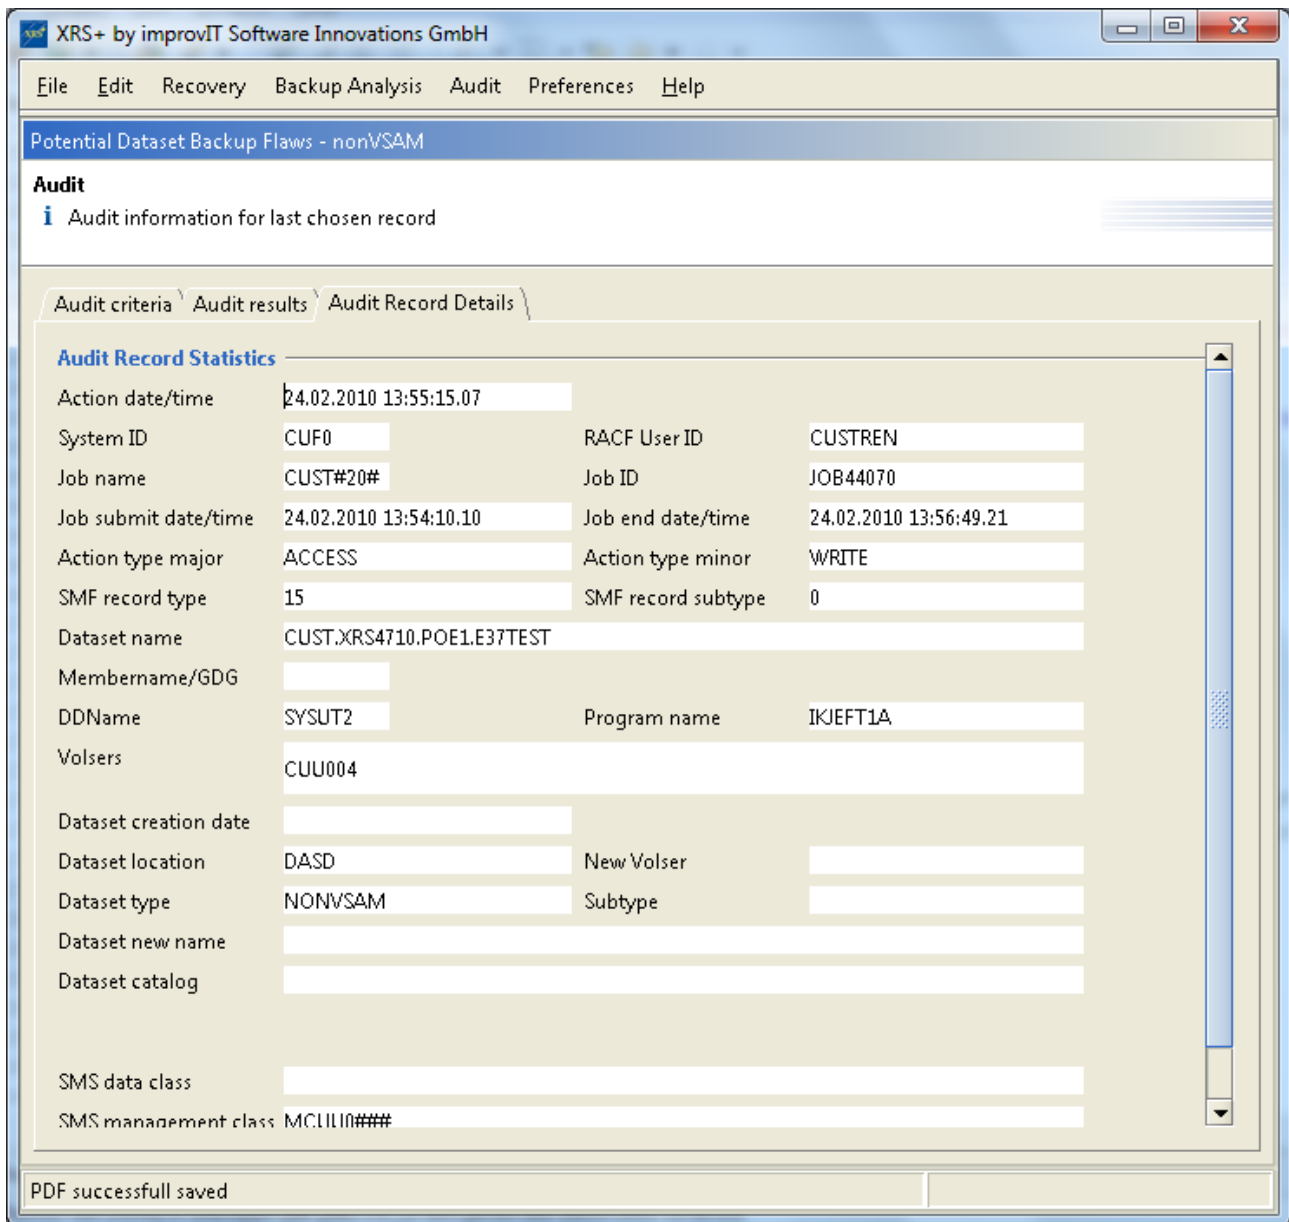 XRS+ by improvIT Software Innovations GmbH
File Edit Recovery Backup Analysis Audit Preferences Help
Potential Dataset Backup Flaws - nonVSAM
Audit
i Audit information for last chosen record
Audit criteria Audit results Audit Record Details
Audit Record Statistics
Action date/time 24.02.2010 13:55:15.07
System ID CUF0 RACF User ID CUSTREN
Job name CUST#20# Job ID JOB44070
Job submit date/time 24.02.2010 13:54:10.10 Job end date/time 24.02.2010 13:56:49.21
Action type major ACCESS Action type minor WRITE
SMF record type 15 SMF record subtype 0
Dataset name CUST.XRS4710.POE1.E37TEST
Membername/GDG
DDName SYSUT2 Program name IKJEFT1A
Volsers CUU004
Dataset creation date
Dataset location DASD New Volser
Dataset type NONVSAM Subtype
Dataset new name
Dataset catalog
SMS data class
SMS management class MCUU0###
PDF successfull saved